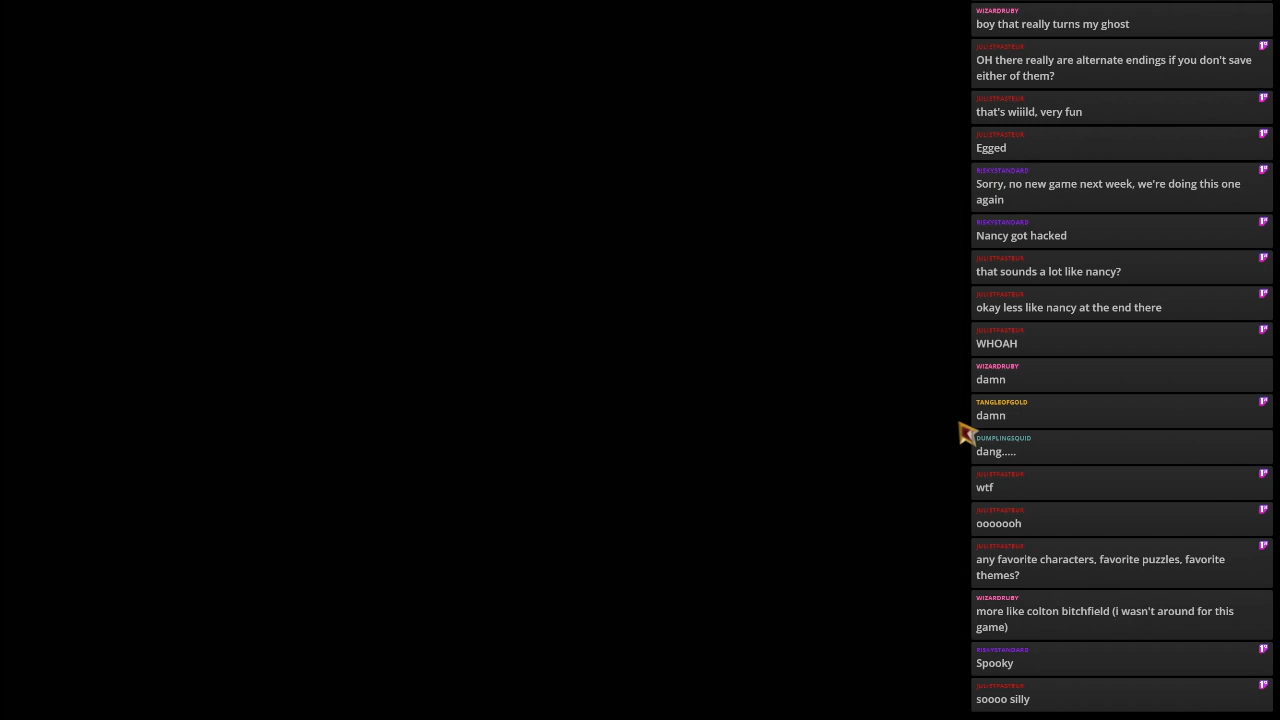 WIZARDRUBY
boy that really turns my ghost
JULIETPASTEUR
OH there really are alternate endings if you don't save
either of them?
JULIETPASTEUR
that's wiiild, very fun
JULIETPASTEUR
Egged
RISKYSTANDARD
Sorry, no new game next week, we're doing this one
again
RISKYSTANDARD
Nancy got hacked
JULIETPASTEUR
that sounds a lot like nancy?
JULIETPASTEUR
okay less like nancy at the end there
JULIETPASTEUR
WHOAH
WIZARDRUBY
damn
TANGLEOFGOLD
damn
DUMPLINGSQUID
dang.....
JULIETPASTEUR
wtf
JULIETPASTEUR
ooooooh
JULIETPASTEUR
any favorite characters, favorite puzzles, favorite
themes?
WIZARDRUBY
more like colton bitchfield (i wasn't around for this
game)
RISKYSTANDARD
Spooky
JULIETPASTEUR
soooo silly